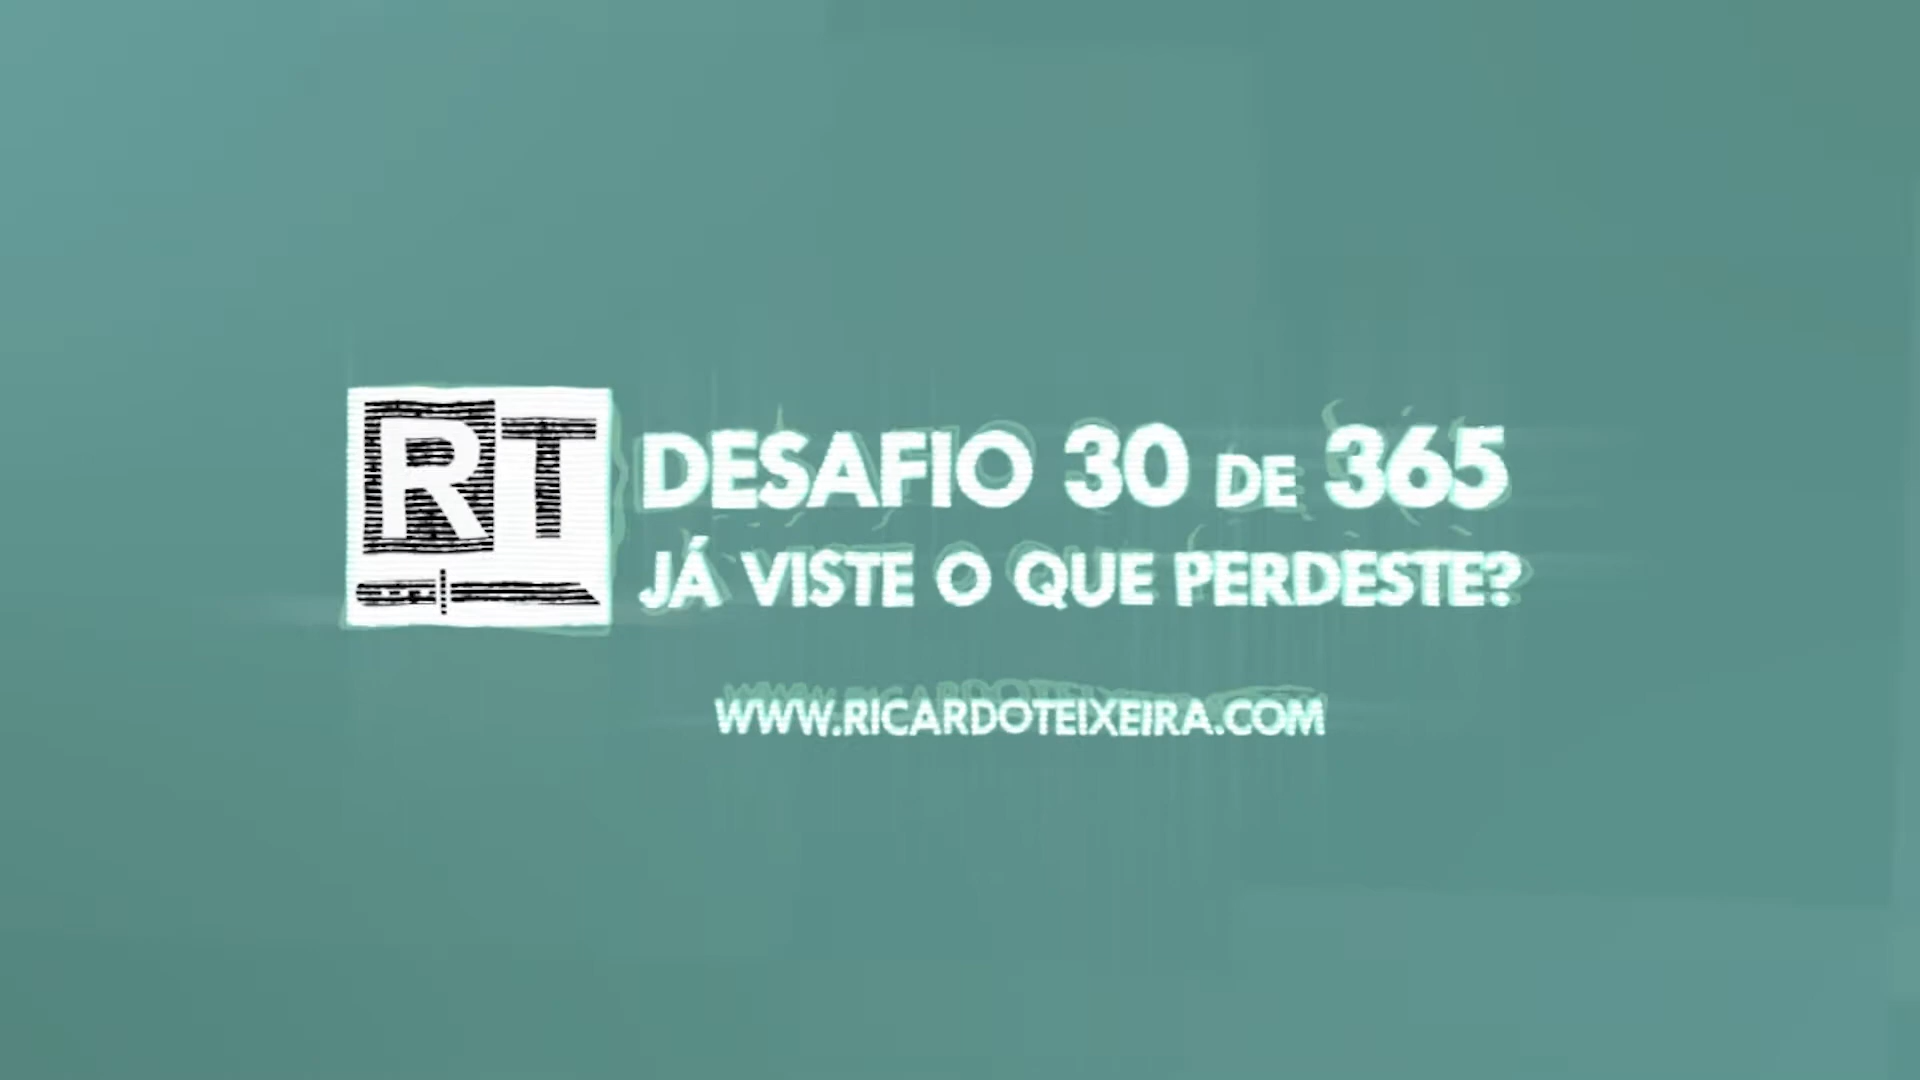 RT
DESAFIO 30 DE 365
JÁ VISTE O QUE PERDESTE?
WWW.RICARDOTEIXEIRA.COM